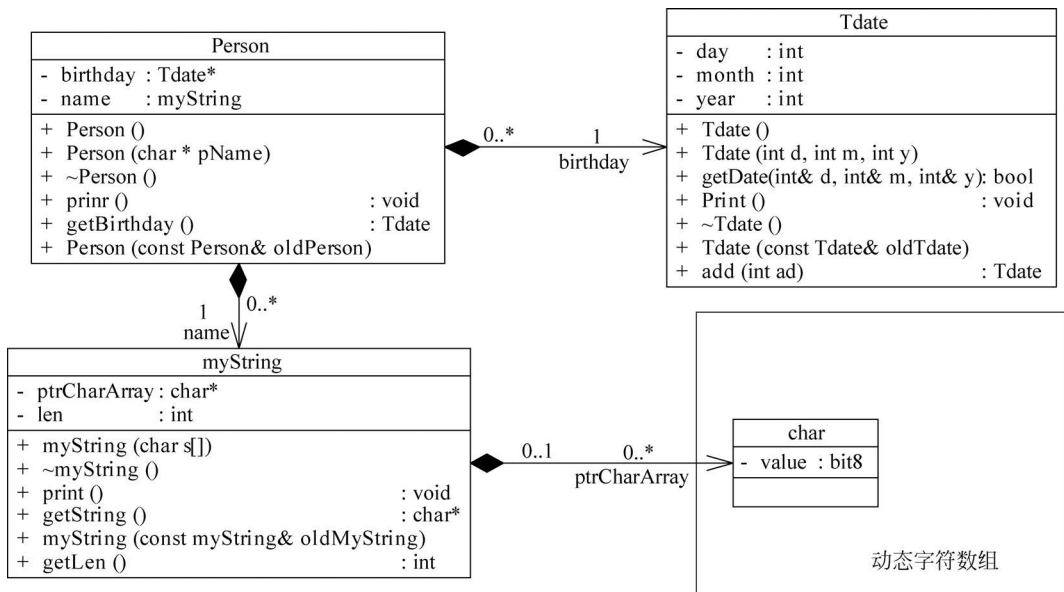 Person
- birthday : Tdate*
- name : myString
+ Person ()
+ Person (char * pName)
+ ~Person ()
+ prinr () : void
+ getBirthday () : Tdate
+ Person (const Person& oldPerson)
0..*
1
birthday
Tdate
- day : int
- month : int
- year : int
+ Tdate ()
+ Tdate (int d, int m, int y)
+ getDate(int& d, int& m, int& y): bool
+ Print () : void
+ ~Tdate ()
+ Tdate (const Tdate& oldTdate)
+ add (int ad) : Tdate
0..*
1
name
myString
- ptrCharArray : char*
- len : int
+ myString (char s[])
+ ~myString ()
+ print () : void
+ getString () : char*
+ myString (const myString& oldMyString)
+ getLen () : int
0..1
0..*
ptrCharArray
char
- value : bit8
动态字符数组